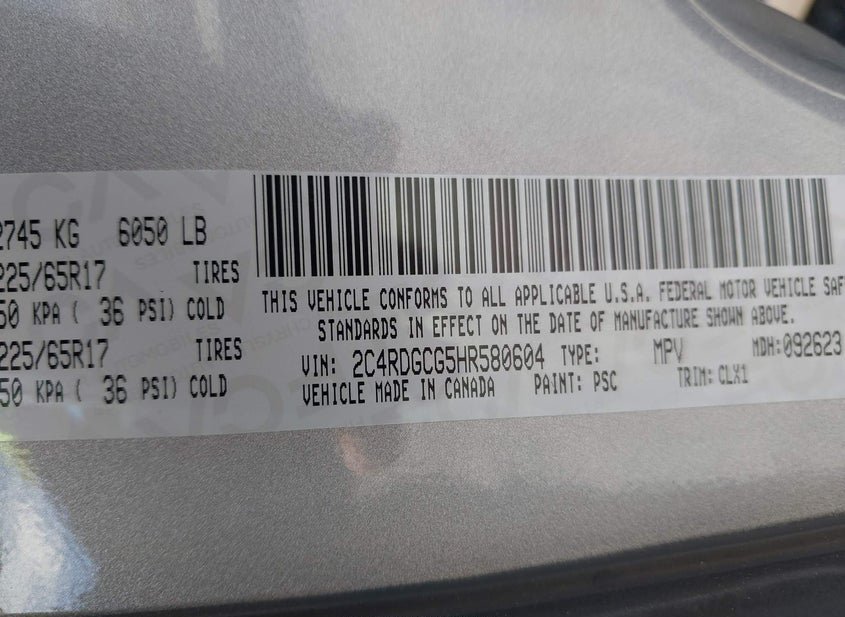 2745 KG 6050 LB
225/65R17 TIRES
50 KPA ( 36 PSI) COLD
225/65R17 TIRES
50 KPA ( 36 PSI) COLD
THIS VEHICLE CONFORMS TO ALL APPLICABLE U.S.A. FEDERAL MOTOR VEHICLE SAF
STANDARDS IN EFFECT ON THE DATE OF MANUFACTURE SHOWN ABOVE.
VIN: 2C4RDGCG5HR580604 TYPE: MPV MDH:092623
VEHICLE MADE IN CANADA PAINT: PSC TRIM: CLX1